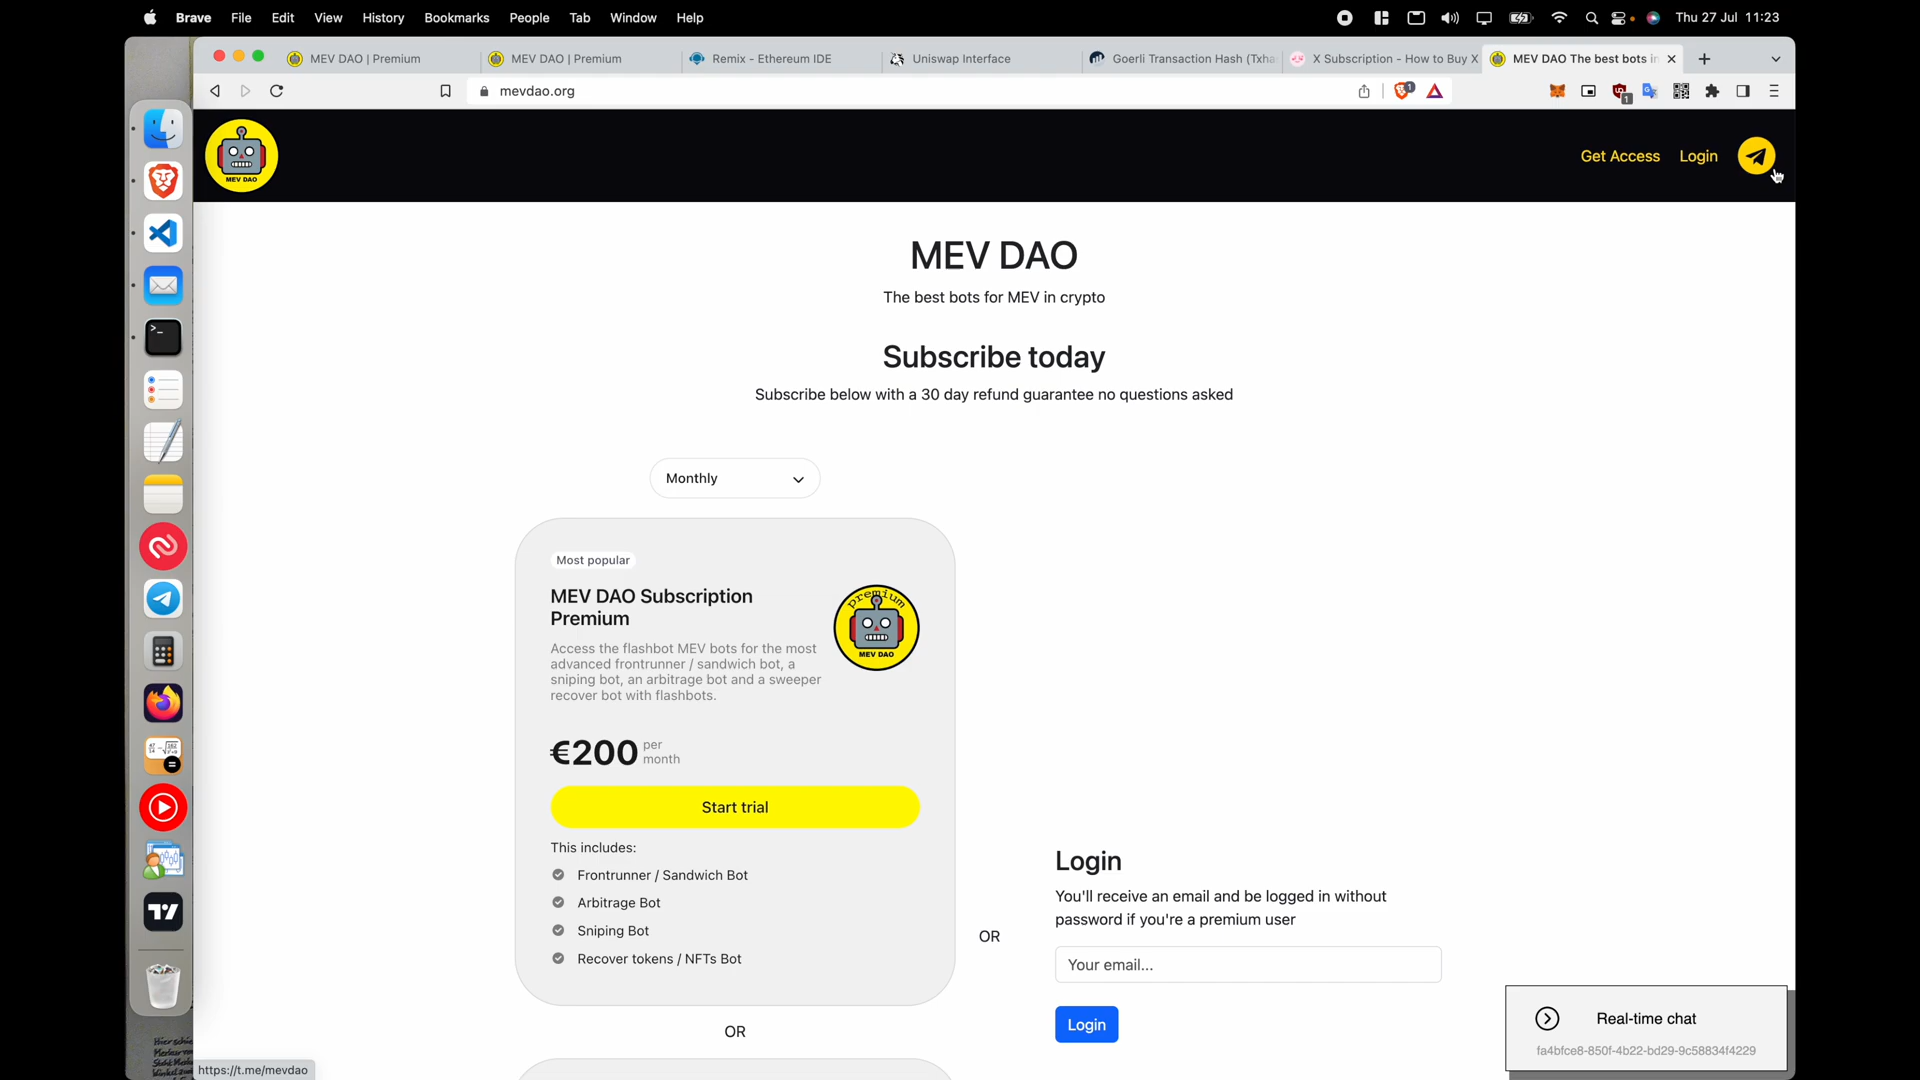 Brave File Edit View History Bookmarks People Tab Window Help
Thu 27 Jul 11:23
MEV DAO | Premium
MEV DAO | Premium
Remix - Ethereum IDE
Uniswap Interface
Goerli Transaction Hash (Txha
X Subscription - How to Buy X
MEV DAO The best bots in
mevdao.org
1
1
MEV DAO
Get Access
Login
MEV DAO
The best bots for MEV in crypto
Subscribe today
Subscribe below with a 30 day refund guarantee no questions asked
Monthly
Most popular
MEV DAO Subscription
Premium
premium
MEV DAO
Access the flashbot MEV bots for the most
advanced frontrunner / sandwich bot, a
sniping bot, an arbitrage bot and a sweeper
recover bot with flashbots.
€200 per
month
Start trial
This includes:
Frontrunner / Sandwich Bot
Arbitrage Bot
Sniping Bot
Recover tokens / NFTs Bot
OR
OR
Login
You'll receive an email and be logged in without
password if you're a premium user
Your email...
Login
Real-time chat
fa4bfce8-850f-4b22-bd29-9c58834f4229
https://t.me/mevdao